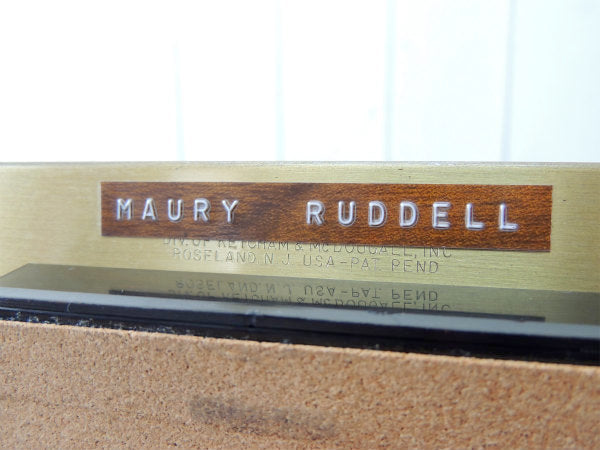 MAURY RUDDELL
DIV. OF KETCHAM & McDOUGALL, INC
ROSELAND N J. USA-PAT. PEND